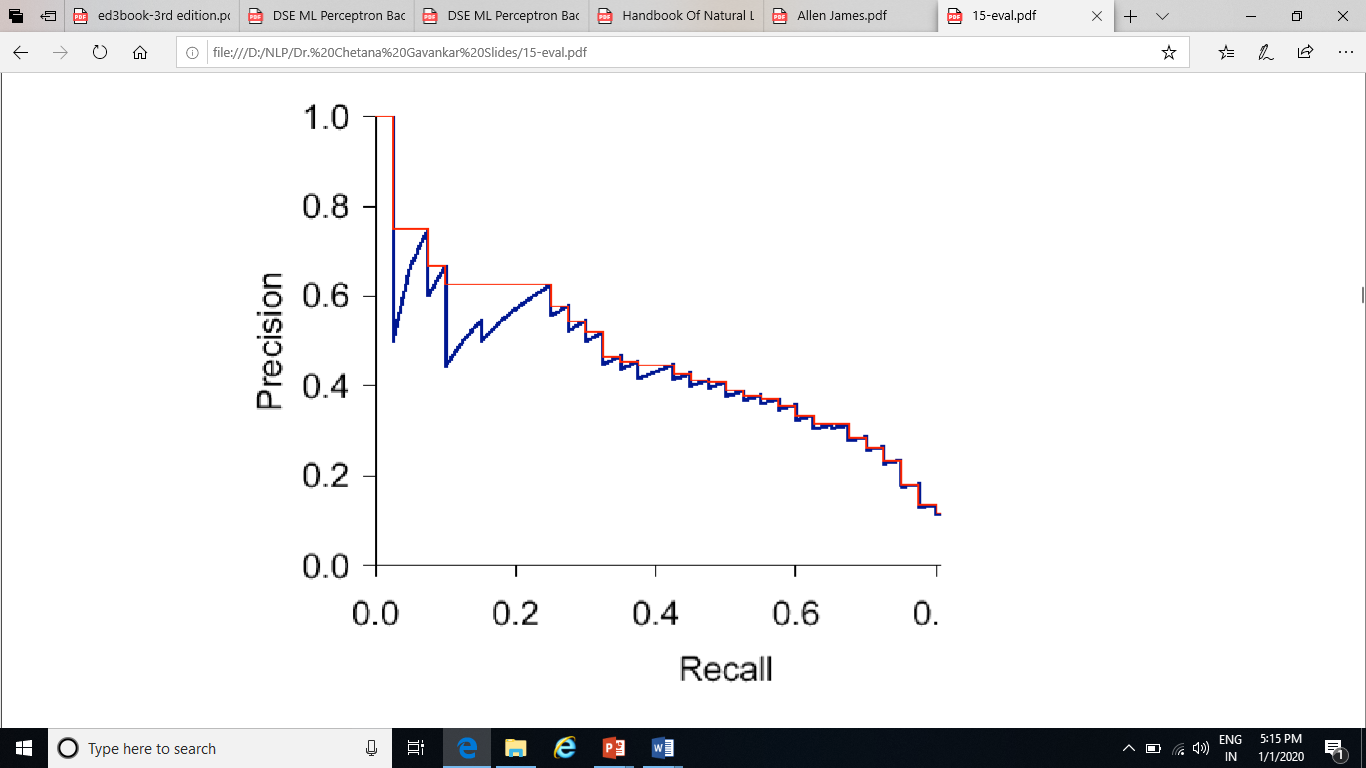 ed3book-3rd edition.pd
DSE ML Perceptron Bac
DSE ML Perceptron Bac
Handbook Of Natural L
Allen James.pdf
15-eval.pdf
file:///D:/NLP/Dr.%20Chetana%20Gavankar%20Slides/15-eval.pdf
1.0
0.8
0.6
0.4
0.2
0.0
Precision
0.0 0.2 0.4 0.6 0.
Recall
Type here to search
ENG
IN
5:15 PM
1/1/2020
1